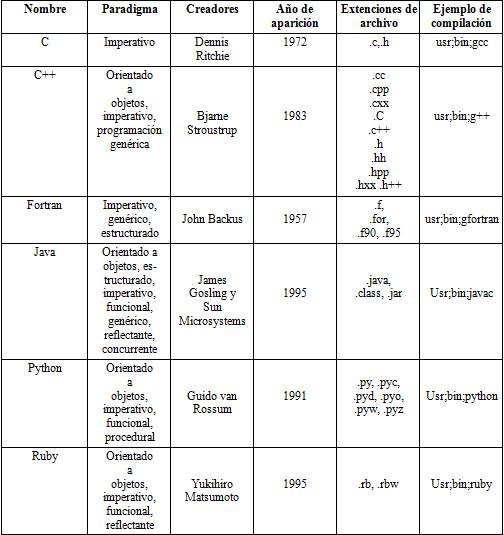 Nombre
Paradigma
Creadores
Año de
aparición
Extenciones de
archivo
Ejemplo de
compilación
C
Imperativo
Dennis
Ritchie
1972
.c,.h
usr;bin;gcc
C++
Orientado
a
objetos,
imperativo,
programación
genérica
Bjarne
Stroustrup
1983
.cc
.cpp
.cxx
.C
.c++
.h
.hh
.hpp
.hxx .h++
usr;bin;g++
Fortran
Imperativo,
genérico,
estructurado
John Backus
1957
.f,
.for,
.f90, .f95
usr;bin;gfortran
Java
Orientado a
objetos, es-
tructurado,
imperativo,
funcional,
genérico,
reflectante,
concurrente
James
Gosling y
Sun
Microsystems
1995
.java,
.class, .jar
Usr;bin;javac
Python
Orientado
a
objetos,
imperativo,
funcional,
procedural
Guido van
Rossum
1991
.py, .pyc,
.pyd, .pyo,
.pyw, .pyz
Usr;bin;python
Ruby
Orientado
a
objetos,
imperativo,
funcional,
reflectante
Yukihiro
Matsumoto
1995
.rb, .rbw
Usr;bin;ruby